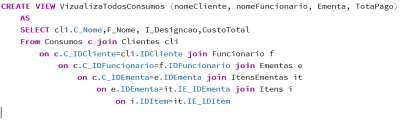 CREATE VIEW VizualizaTodosConsumos (nomeCliente, nomeFuncionario, Ementa, TotaPago)
AS
SELECT cli.C_Nome,F_Nome, I_Designcao,CustoTotal
From Consumos c join Clientes cli
on c.C_IDCliente=cli.IDCliente join Funcionario f
on c.C_IDFuncionario=f.IDFuncionario join Ementas e
on c.C_IDEmenta=e.IDEmenta join ItensEmentas it
on e.IDEmenta=it.IE_IDEmenta join Itens i
on i.IDItem=it.IE_IDItem